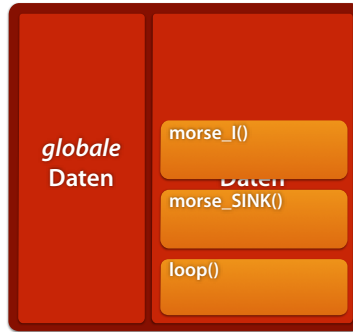 globale
Daten
morse_I()
Daten
morse_SINK()
loop()